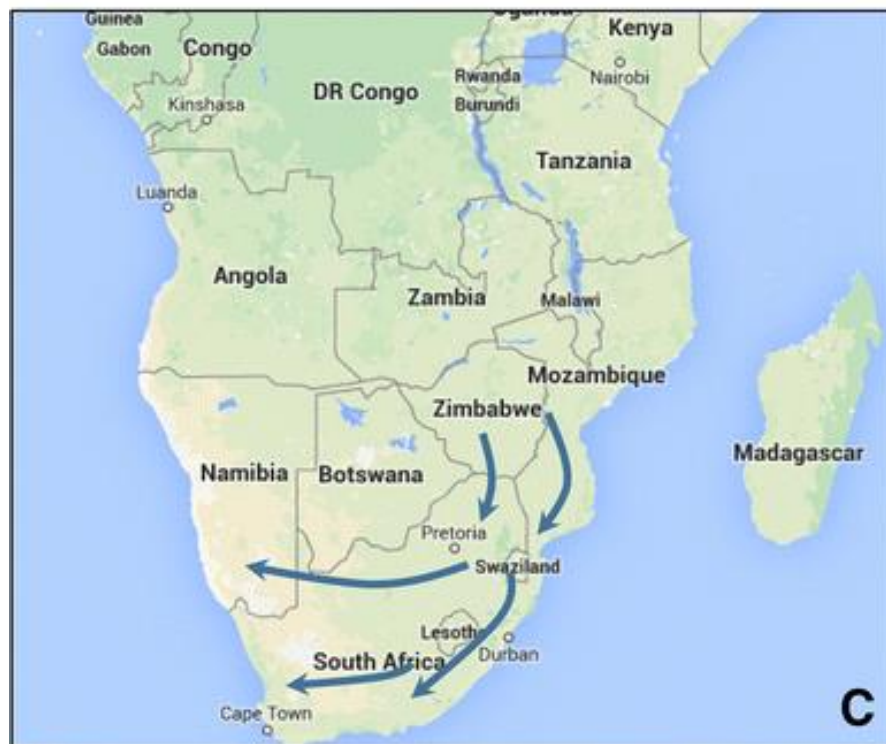 Uganda
Guinea
Kenya
Gabon
Congo
Rwanda
Nairobi
DR Congo
Kinshasa
Burundi
Tanzania
Luanda
Angola
Zambia
Malawi
Mozambique
Zimbabwe
Madagascar
Namibia
Botswana
Pretoria
Swaziland
Lesotho
Durban
South Africa
Cape Town
C